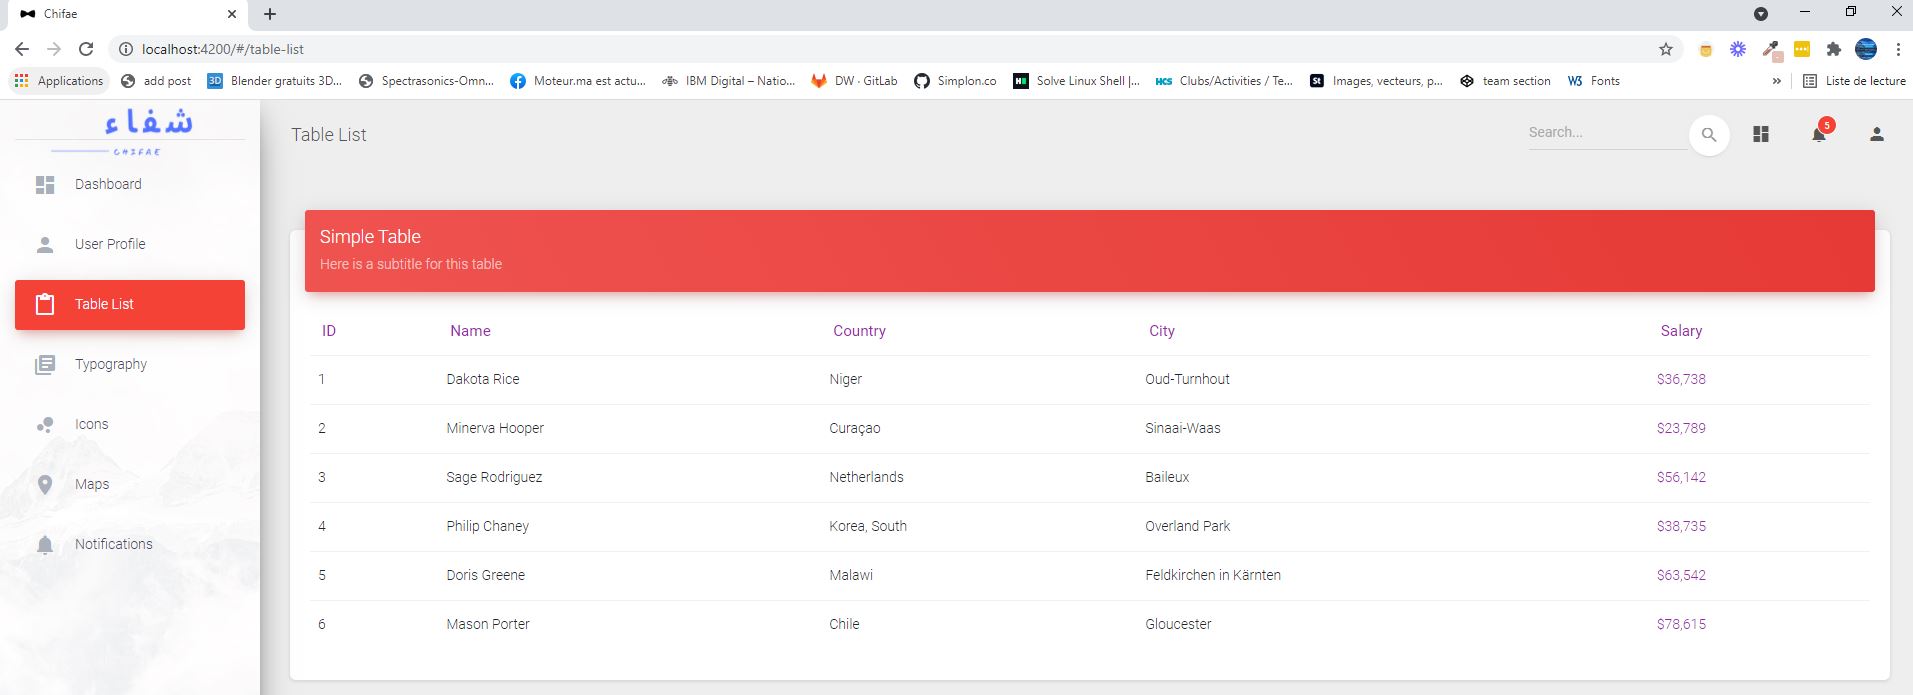 Chifae
localhost:4200/#/table-list
Applications add post Blender gratuits 3D... Spectrasonics-Omn... Moteur.ma est actu... IBM Digital – Natio... DW · GitLab Simplon.co Solve Linux Shell |... Clubs/Activities / Te... Images, vecteurs, p... team section Fonts » Liste de lecture
شفاء
CHIFAE
Dashboard
User Profile
Table List
Typography
Icons
Maps
Notifications
Table List
Search...
5
Simple Table
Here is a subtitle for this table
ID Name Country City Salary
1 Dakota Rice Niger Oud-Turnhout $36,738
2 Minerva Hooper Curaçao Sinaai-Waas $23,789
3 Sage Rodriguez Netherlands Baileux $56,142
4 Philip Chaney Korea, South Overland Park $38,735
5 Doris Greene Malawi Feldkirchen in Kärnten $63,542
6 Mason Porter Chile Gloucester $78,615